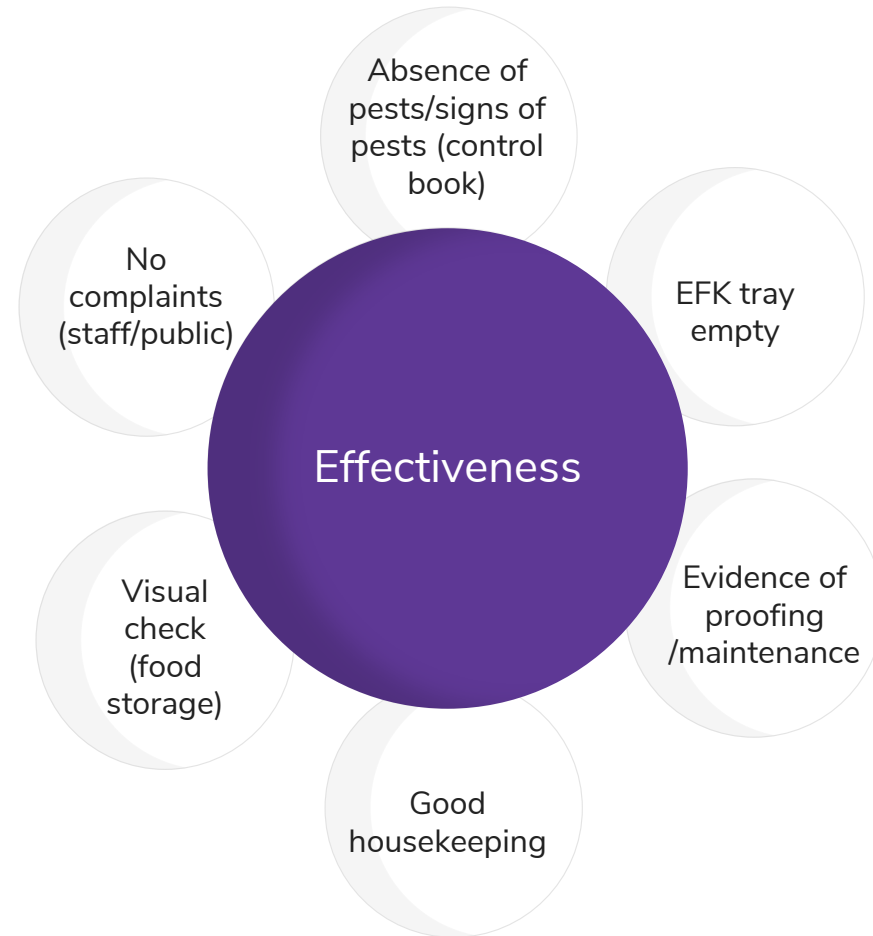 Absence of
pests/signs of
pests (control
book)
No
complaints
(staff/public)
EFK tray
empty
Effectiveness
Visual
check
(food
storage)
Evidence of
proofing
/maintenance
Good
housekeeping